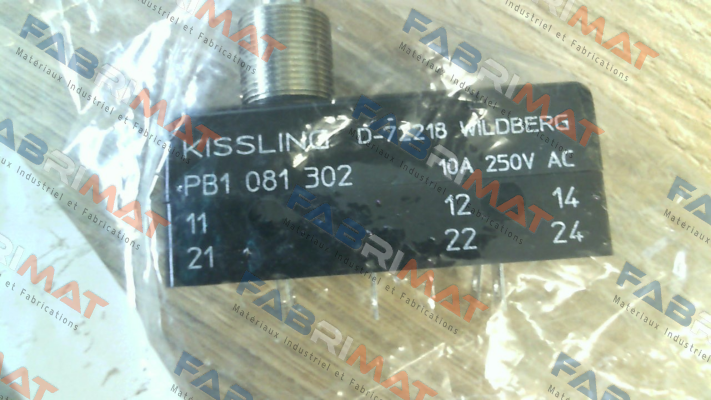 KISSLING D-72218 WILDBERG
PB1 081 302 10A 250V AC
11 12 14
21 22 24
FABRIMAT
Matériaux Industriel et Fabrications